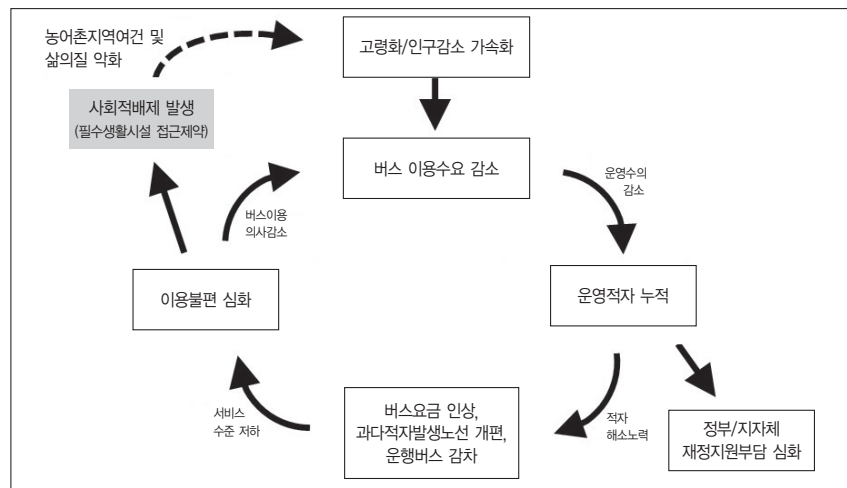 농어촌지역여건 및
삶의질 악화
고령화/인구감소 가속화
사회적배제 발생
(필수생활시설 접근제약)
버스 이용수요 감소
운영수의
감소
버스이용
의사감소
이용불편 심화
운영적자 누적
서비스
수준 저하
버스요금 인상,
과다적자발생노선 개편,
운행버스 감차
적자
해소노력
정부/지자체
재정지원부담 심화